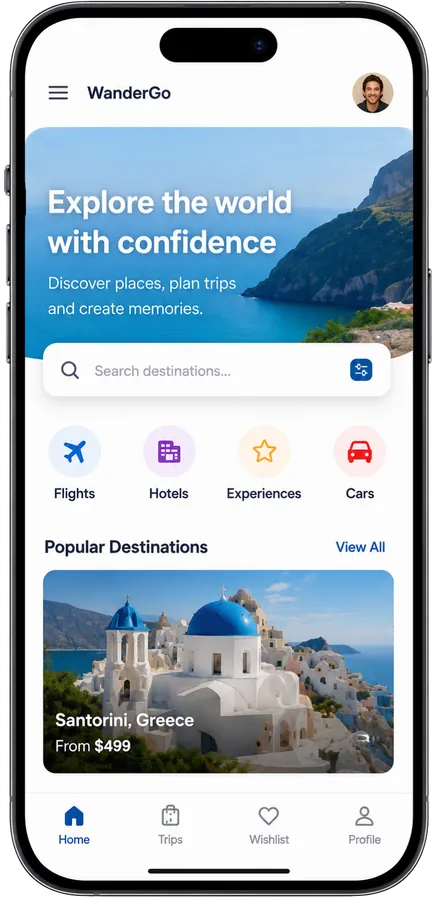 WanderGo
Explore the world
with confidence
Discover places, plan trips
and create memories.
Search destinations...
Flights
Hotels
Experiences
Cars
Popular Destinations
View All
Santorini, Greece
From $499
Home
Trips
Wishlist
Profile